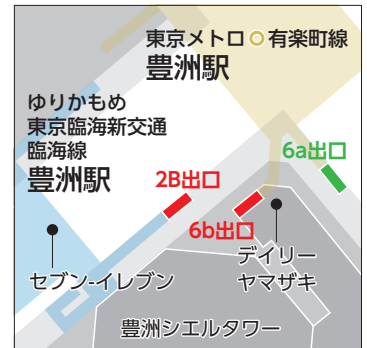 東京メトロ 有楽町線
豊洲駅
ゆりかもめ
東京臨海新交通
臨海線
豊洲駅
6a出口
2B出口
6b出口
セブン-イレブン
デイリー
ヤマザキ
豊洲シエルタワー